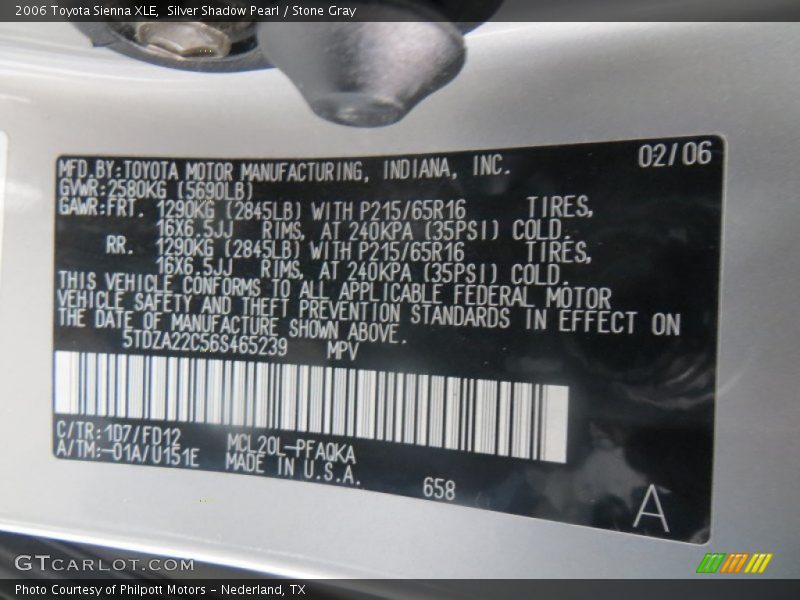 2006 Toyota Sienna XLE,  Silver Shadow Pearl / Stone Gray
02/06
MFD.BY:TOYOTA MOTOR MANUFACTURING, INDIANA, INC.
GVWR:2580KG (5690LB)
GAWR:FRT. 1290KG (2845LB) WITH P215/65R16 TIRES,
16X6.5JJ RIMS, AT 240KPA (35PSI) COLD.
RR. 1290KG (2845LB) WITH P215/65R16 TIRES,
16X6.5JJ RIMS, AT 240KPA (35PSI) COLD.
THIS VEHICLE CONFORMS TO ALL APPLICABLE FEDERAL MOTOR
VEHICLE SAFETY AND THEFT PREVENTION STANDARDS IN EFFECT ON
THE DATE OF MANUFACTURE SHOWN ABOVE.
5TDZA22C56S465239 MPV
C/TR:1D7/FD12 MCL20L-PFAQKA
A/TM:-01A/U151E MADE IN U.S.A.
658
A
GTCARLOT.COM
Photo Courtesy of Philpott Motors - Nederland, TX